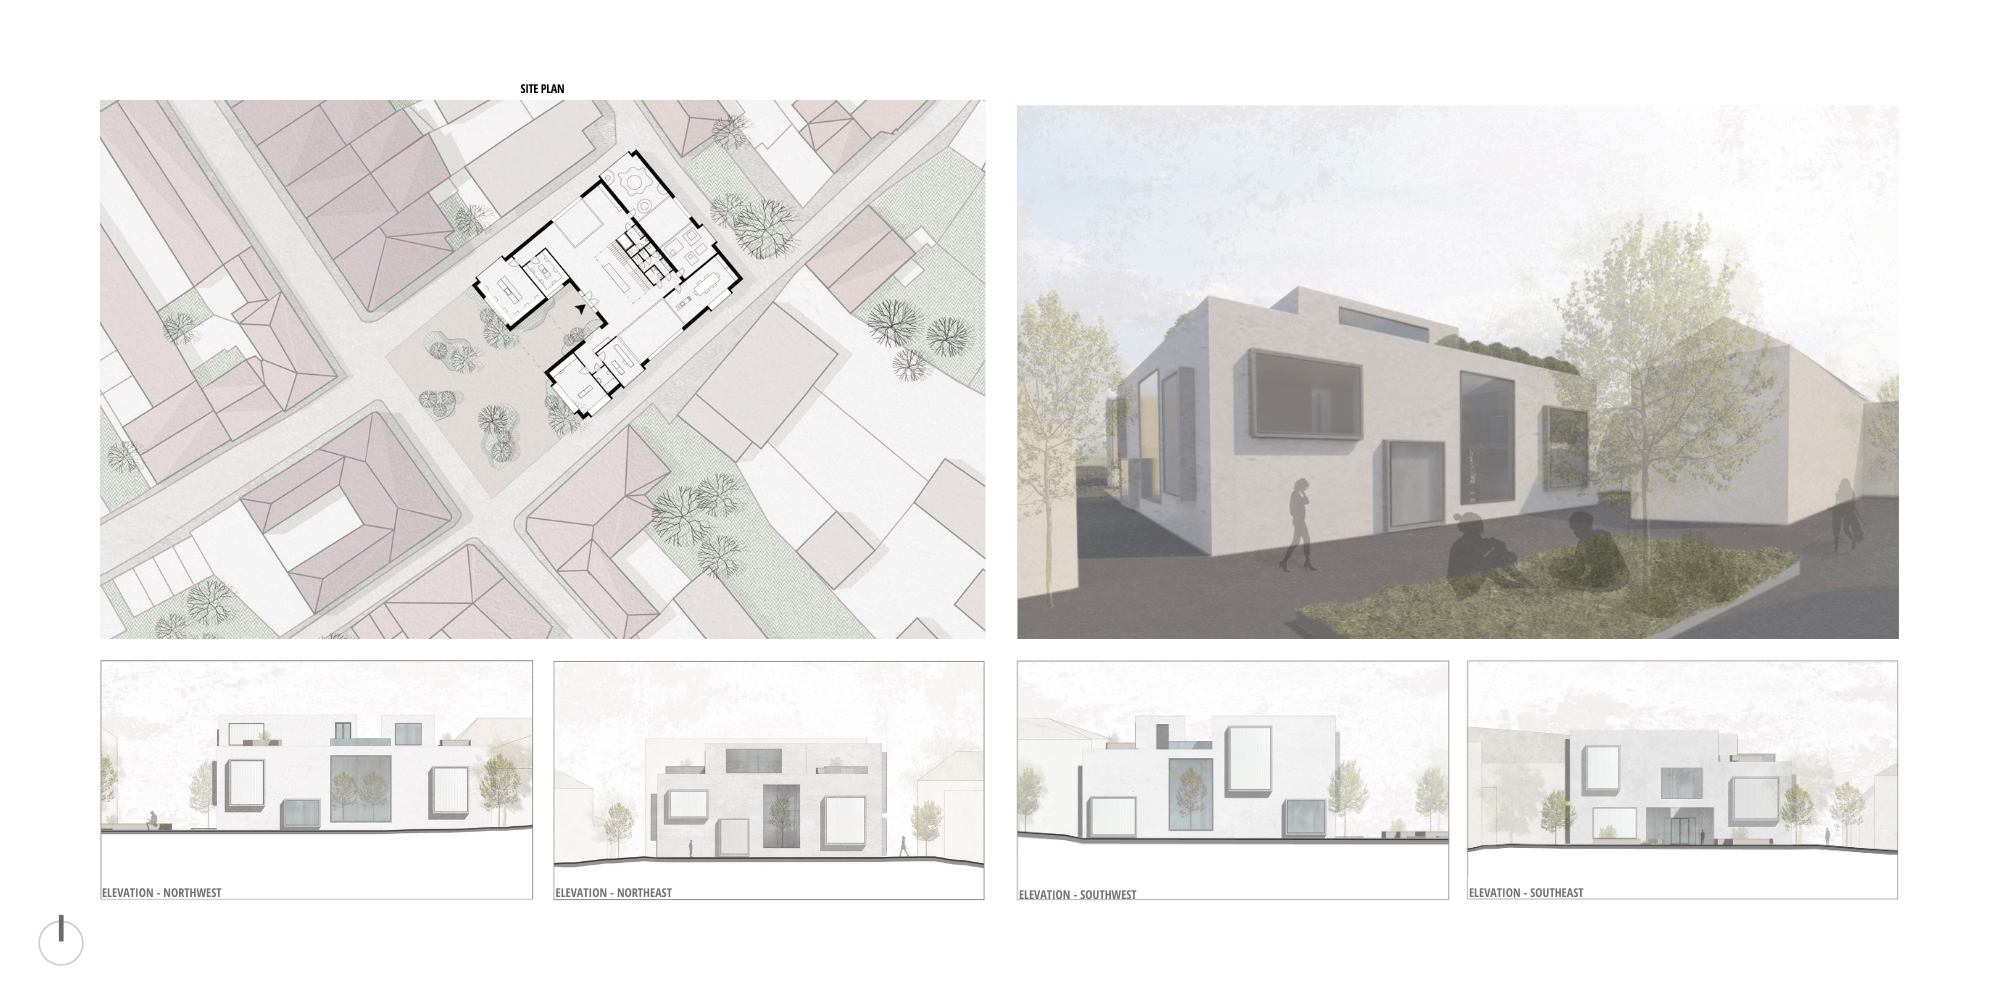 SITE PLAN
ELEVATION - NORTHWEST
ELEVATION - NORTHEAST
ELEVATION - SOUTHWEST
ELEVATION - SOUTHEAST